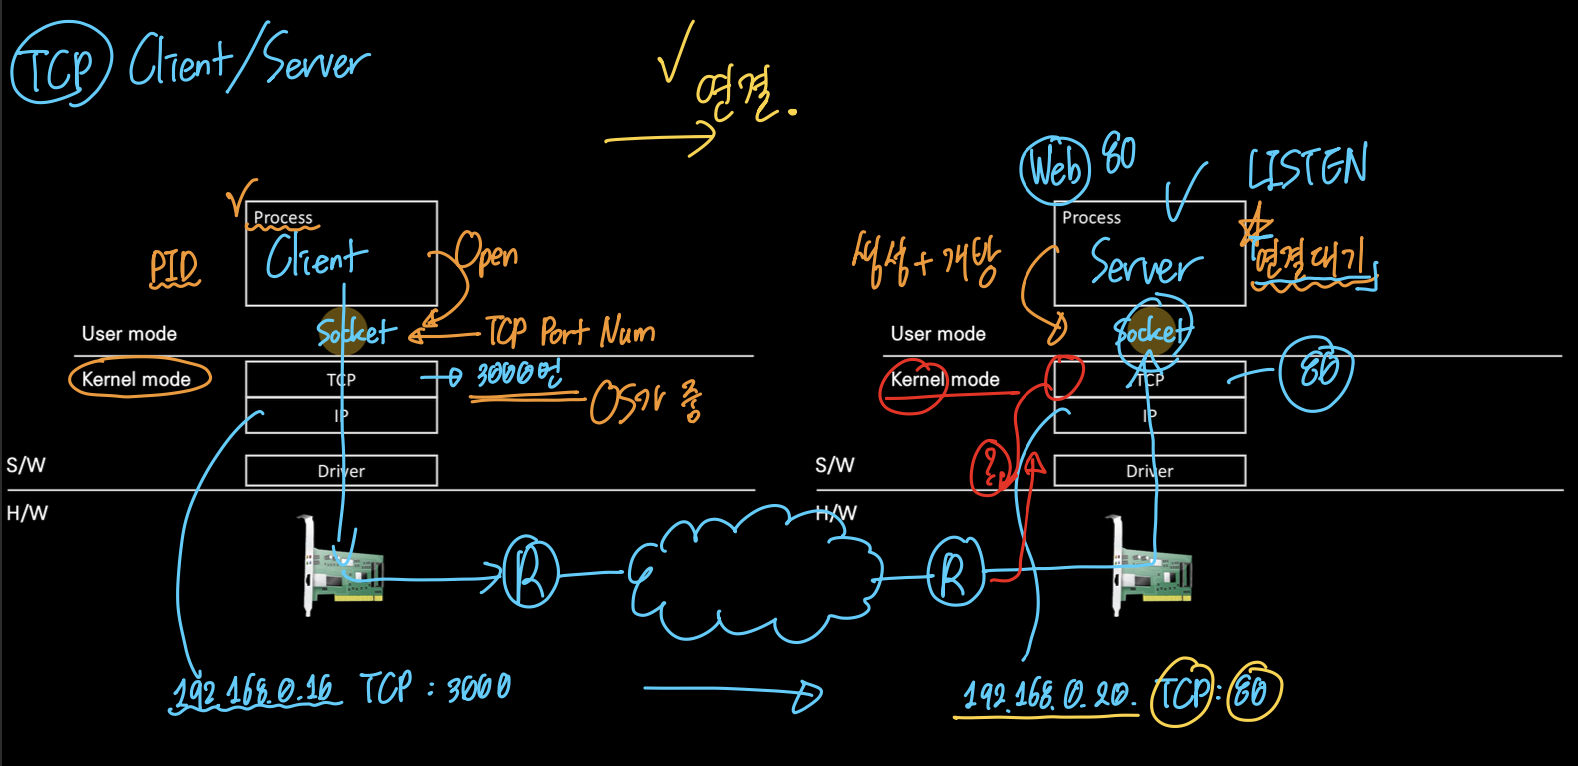 TCP Client/Server
연결.
Web 80
LISTEN
Process
Client
PID
Open
Process
Server
생성 + 개방
연결대기
User mode
Socket
TCP Port Num
User mode
Socket
Kernel mode
TCP
3000번
OS가 줌
Kernel mode
TCP
80
IP
IP
S/W
Driver
S/W
Driver
H/W
H/W
R
R
192.168.0.16 TCP : 3000
192.168.0.20. TCP : 80